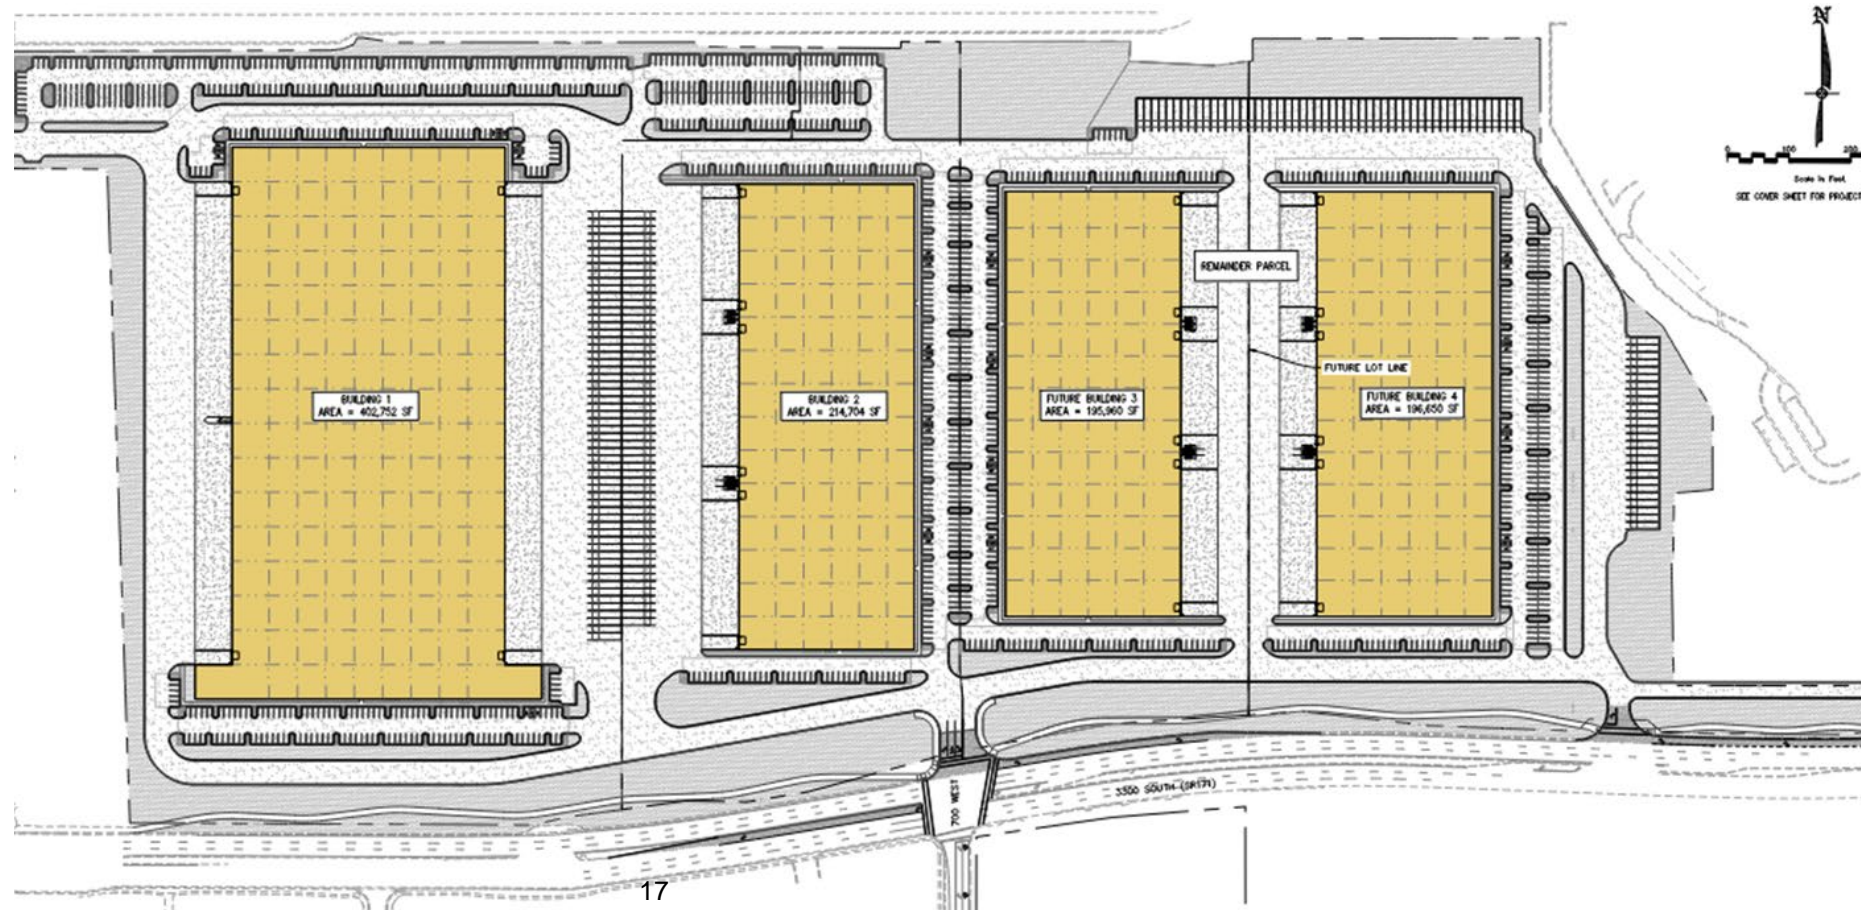 N
0 100 200
Scale in Feet
SEE COVER SHEET FOR PROJECT
REMAINDER PARCEL
FUTURE LOT LINE
BUILDING 1
AREA = 402,752 SF
BUILDING 2
AREA = 214,704 SF
FUTURE BUILDING 3
AREA = 195,960 SF
FUTURE BUILDING 4
AREA = 196,650 SF
700 WEST
3300 SOUTH (SR171)
17